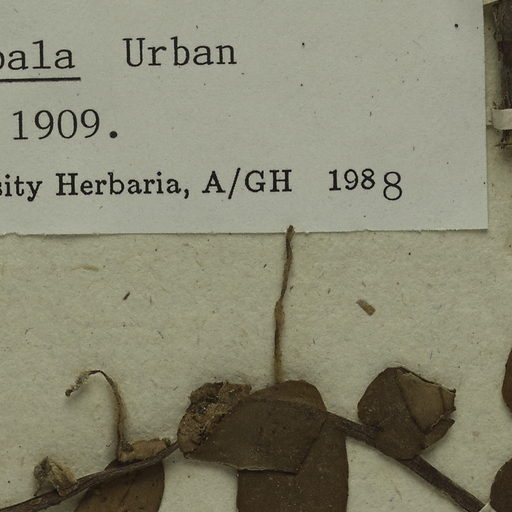 bala Urban
1909.
sity Herbaria, A/GH 1988